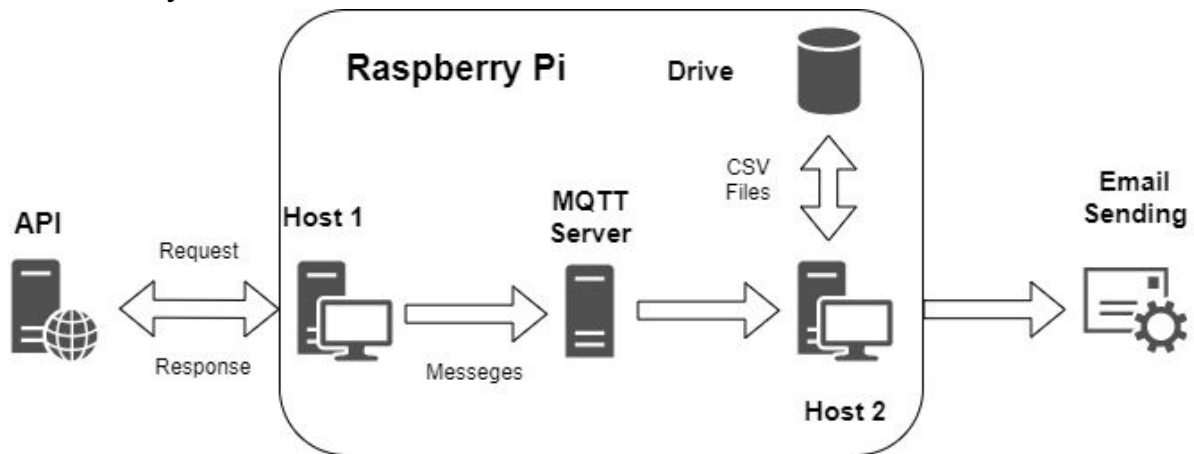 Raspberry Pi
Drive
CSV
Files
API
Request
Response
Host 1
Messeges
MQTT
Server
Host 2
Email
Sending